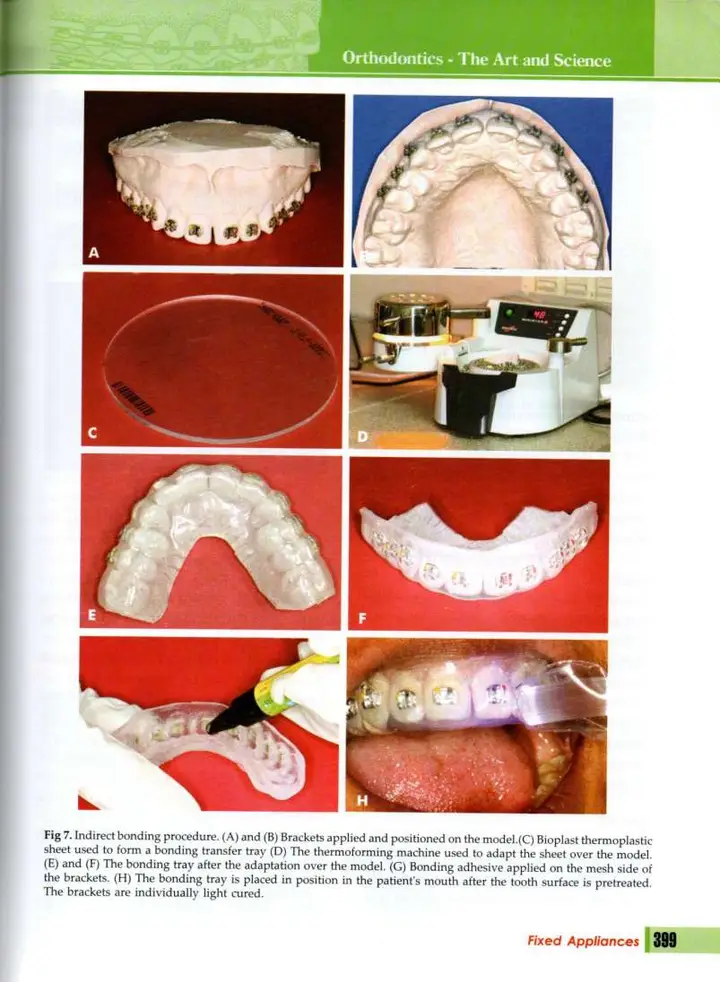 Orthodontics - The Art and Science
A
C
D
48
E
F
H
Fig 7. Indirect bonding procedure. (A) and (B) Brackets applied and positioned on the model.(C) Bioplast thermoplastic
sheet used to form a bonding transfer tray (D) The thermoforming machine used to adapt the sheet over the model.
(E) and (F) The bonding tray after the adaptation over the model. (G) Bonding adhesive applied on the mesh side of
the brackets. (H) The bonding tray is placed in position in the patient's mouth after the tooth surface is pretreated.
The brackets are individually light cured.
Fixed Appliances 399